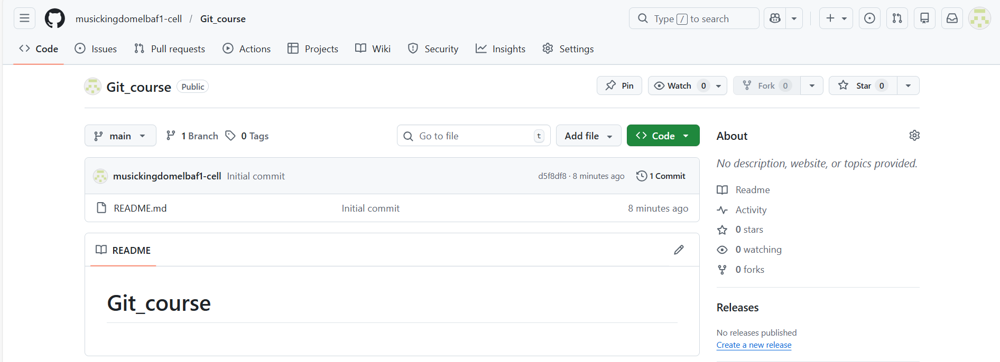 musickingdomelbaf1-cell / Git_course
Type / to search
Code Issues Pull requests Actions Projects Wiki Security Insights Settings
Git_course Public
Pin Watch 0 Fork 0 Star 0
main 1 Branch 0 Tags Go to file t Add file Code
musickingdomelbaf1-cell Initial commit d5f8df8 · 8 minutes ago 1 Commit
README.md Initial commit 8 minutes ago
README
Git_course
About
No description, website, or topics provided.
Readme
Activity
0 stars
0 watching
0 forks
Releases
No releases published
Create a new release